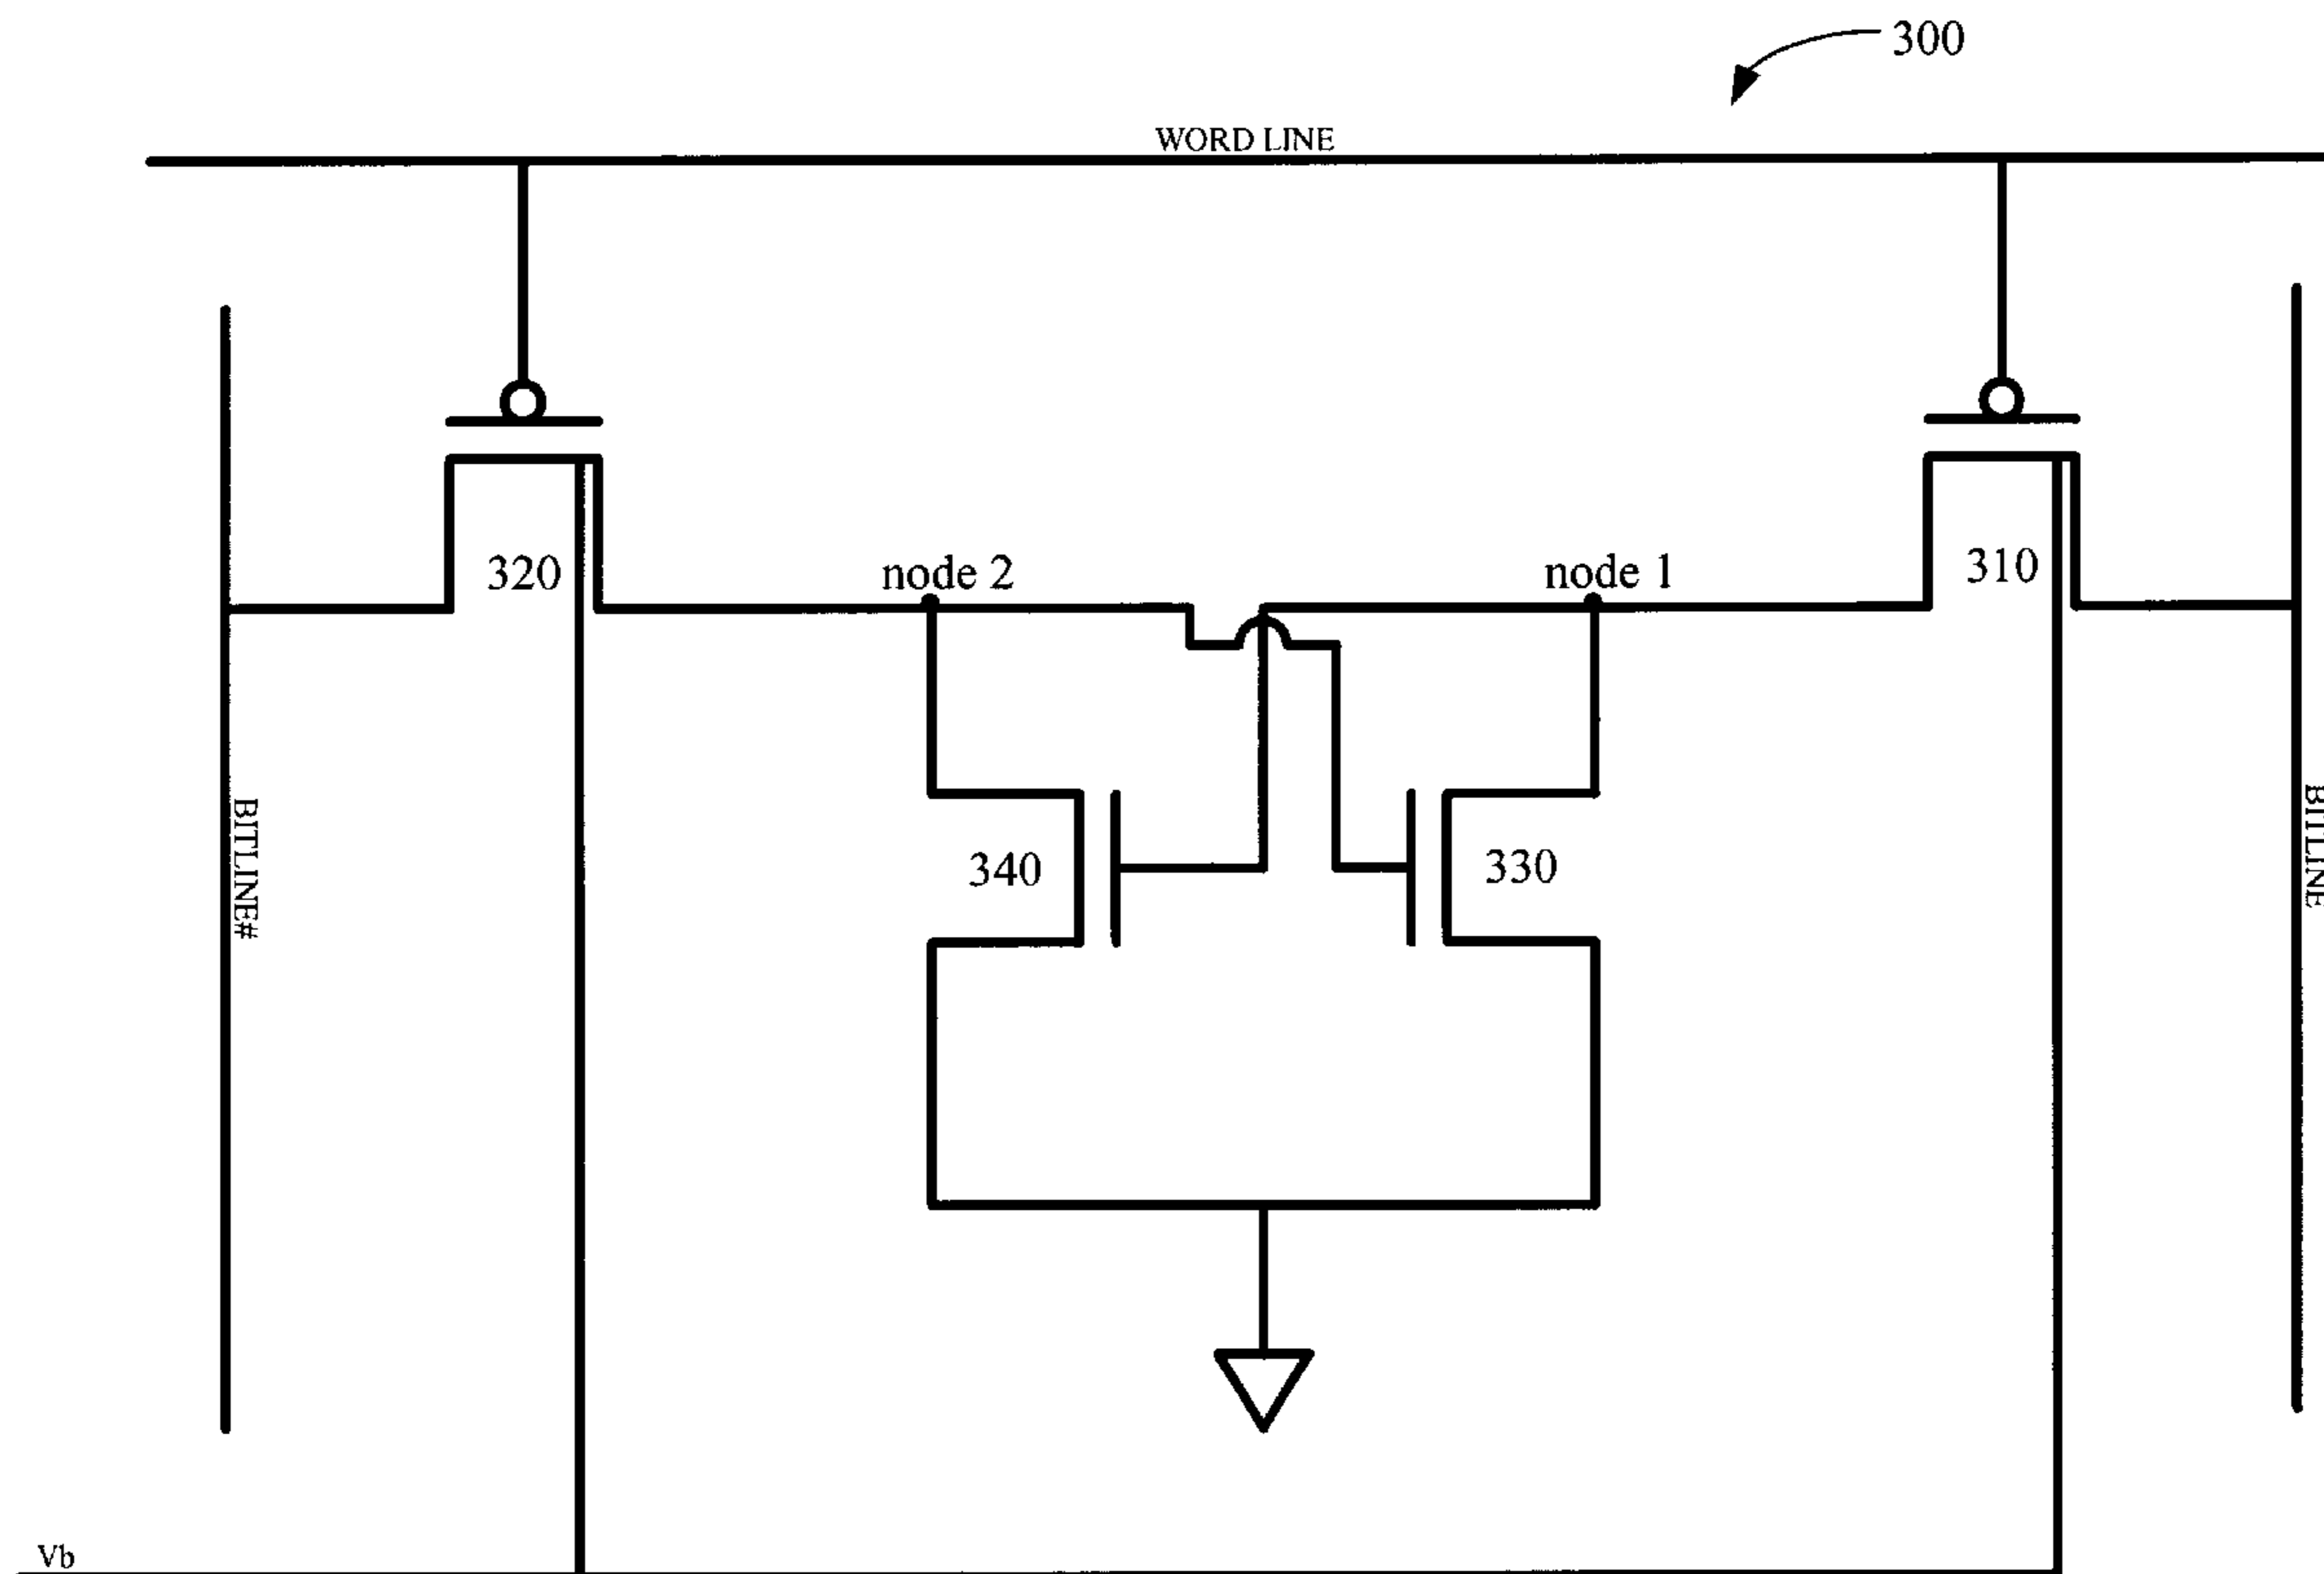 300
WORD LINE
320
node 2
node 1
310
BITLINE#
340
330
BITLINE
Vb